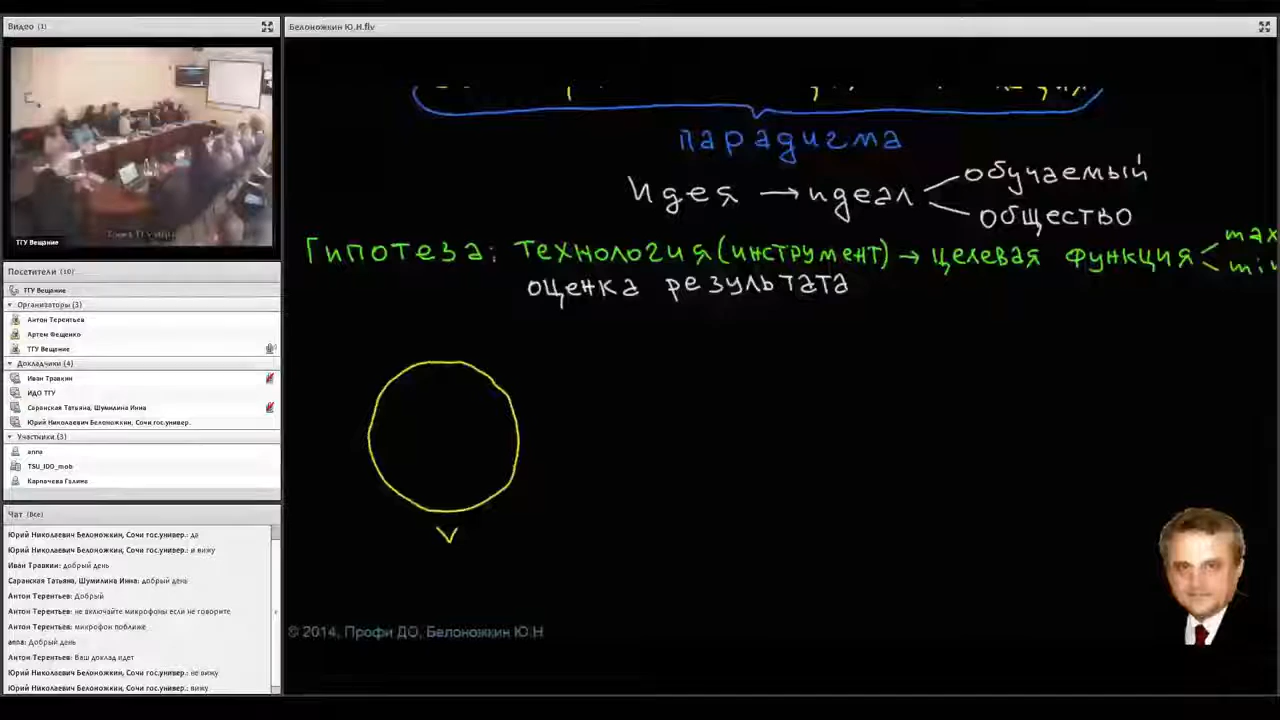 Видео (1)
ТГУ Вещание
Посетители (10)
ТГУ Вещание
Организаторы (3)
Антон Терентьев
Артем Фещенко
ТГУ Вещание
Докладчики (4)
Иван Травкин
ИДО ТГУ
Саранская Татьяна, Шумилина Инна
Юрий Николаевич Белоножкин, Сочи гос.универ.
Участники (3)
anna
TSU_IDO_mob
Карпачева Галина
Чат (Все)
Юрий Николаевич Белоножкин, Сочи гос.универ.: да
Юрий Николаевич Белоножкин, Сочи гос.универ.: и вижу
Иван Травкин: добрый день
Саранская Татьяна, Шумилина Инна: добрый день
Антон Терентьев: Добрый
Антон Терентьев: не включайте микрофоны если не говорите
Антон Терентьев: микрофон поближе
anna: Добрый день
Антон Терентьев: Ваш доклад идет
Юрий Николаевич Белоножкин, Сочи гос.универ.: не вижу
Юрий Николаевич Белоножкин, Сочи гос.универ.: вижу
Белоножкин Ю.Н.flv
парадигма
Идея → идеал
обучаемый
общество
Гипотеза: технология (инструмент) → целевая функция
max
оценка результата
V
© 2014, Профи ДО, Белоножкин Ю.Н